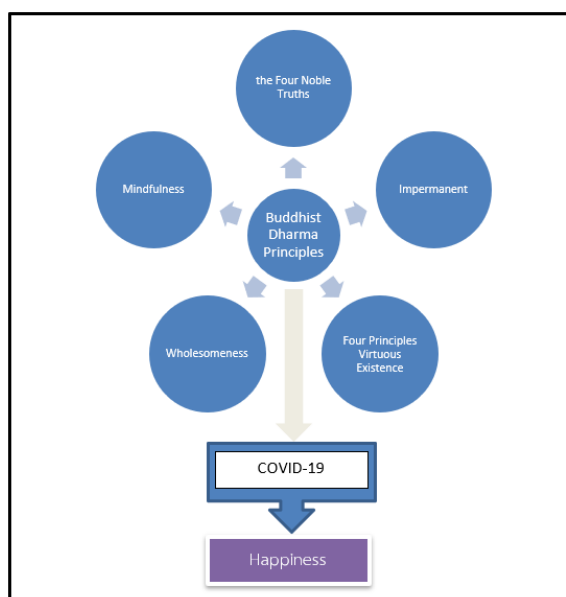 the Four Noble
Truths
Mindfulness
Impermanent
Buddhist
Dharma
Principles
Wholesomeness
Four Principles
Virtuous
Existence
COVID-19
Happiness